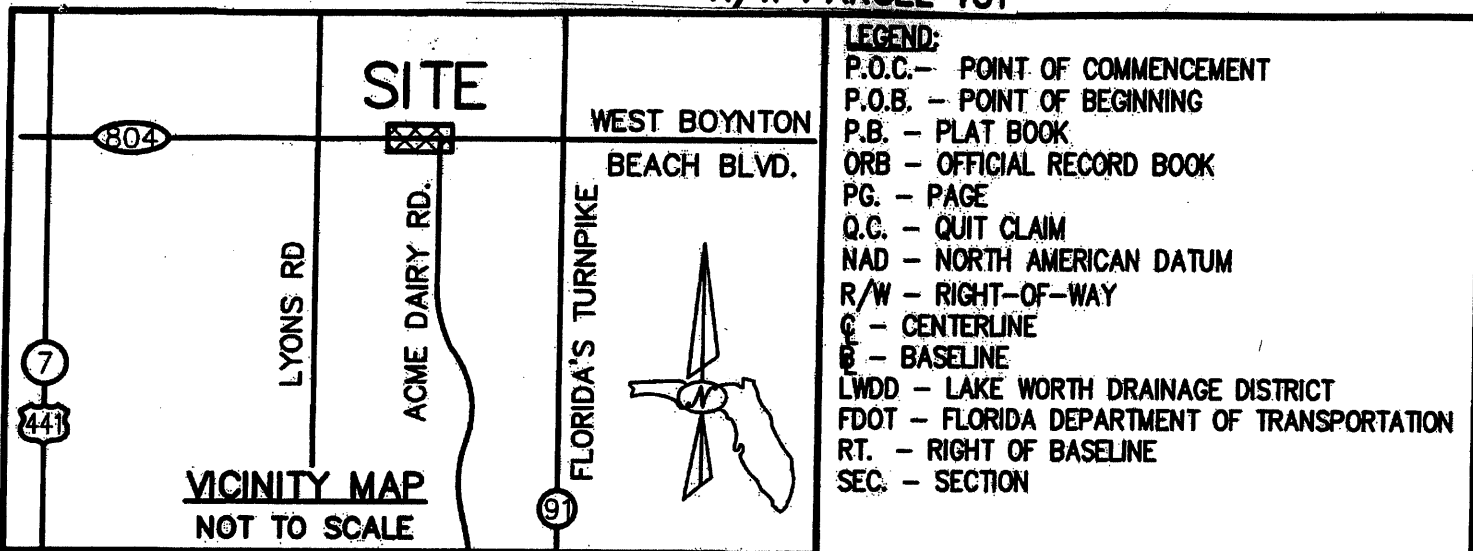 SITE
804
WEST BOYNTON
BEACH BLVD.
LYONS RD
ACME DAIRY RD.
FLORIDA'S TURNPIKE
7
441
N
91
VICINITY MAP
NOT TO SCALE
LEGEND:
P.O.C.- POINT OF COMMENCEMENT
P.O.B. - POINT OF BEGINNING
P.B. - PLAT BOOK
ORB - OFFICIAL RECORD BOOK
PG. - PAGE
Q.C. - QUIT CLAIM
NAD - NORTH AMERICAN DATUM
R/W - RIGHT-OF-WAY
℄ - CENTERLINE
B - BASELINE
LWDD - LAKE WORTH DRAINAGE DISTRICT
FDOT - FLORIDA DEPARTMENT OF TRANSPORTATION
RT. - RIGHT OF BASELINE
SEC. - SECTION